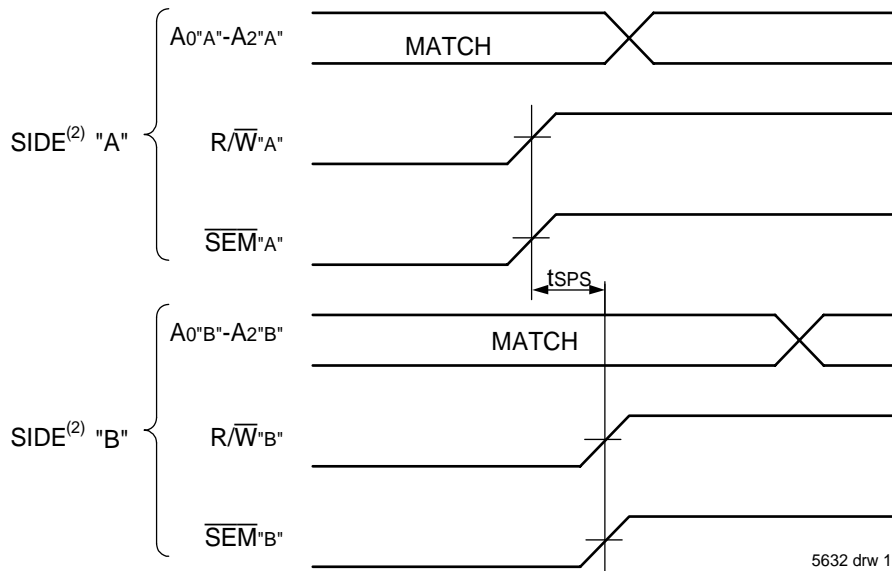 A0"A"-A2"A"
MATCH
SIDE(2) "A"
R/W"A"
SEM"A"
tSPS
A0"B"-A2"B"
MATCH
SIDE(2) "B"
R/W"B"
SEM"B"
5632 drw 1